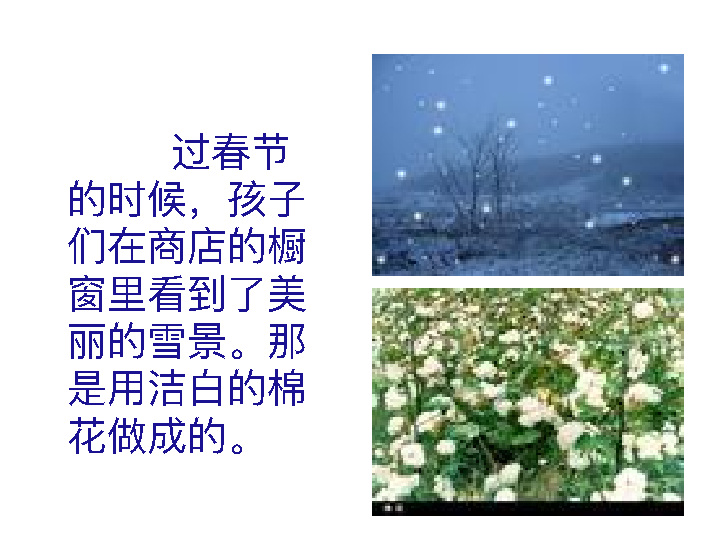 过春节
的时候，孩子
们在商店的橱
窗里看到了美
丽的雪景。那
是用洁白的棉
花做成的。